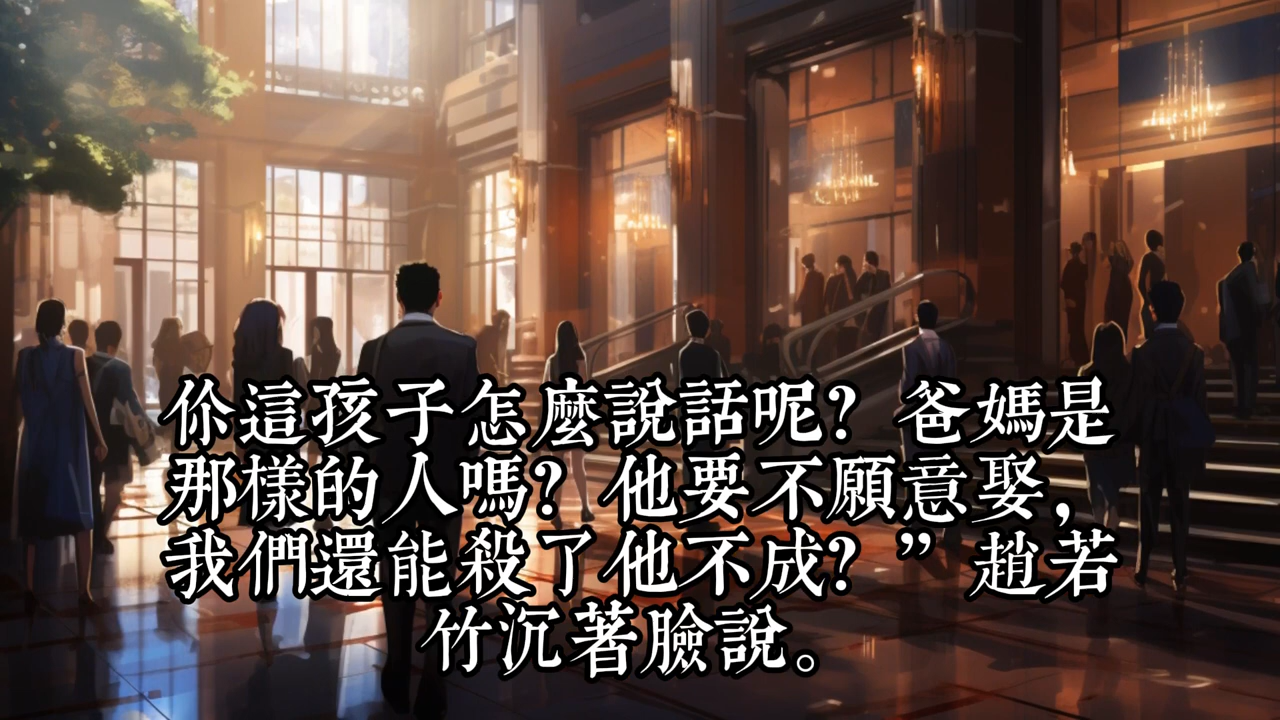 你這孩子怎麼說話呢？爸媽是
那樣的人嗎？他要不願意娶，
我們還能殺了他不成？”趙若
竹沉著臉說。